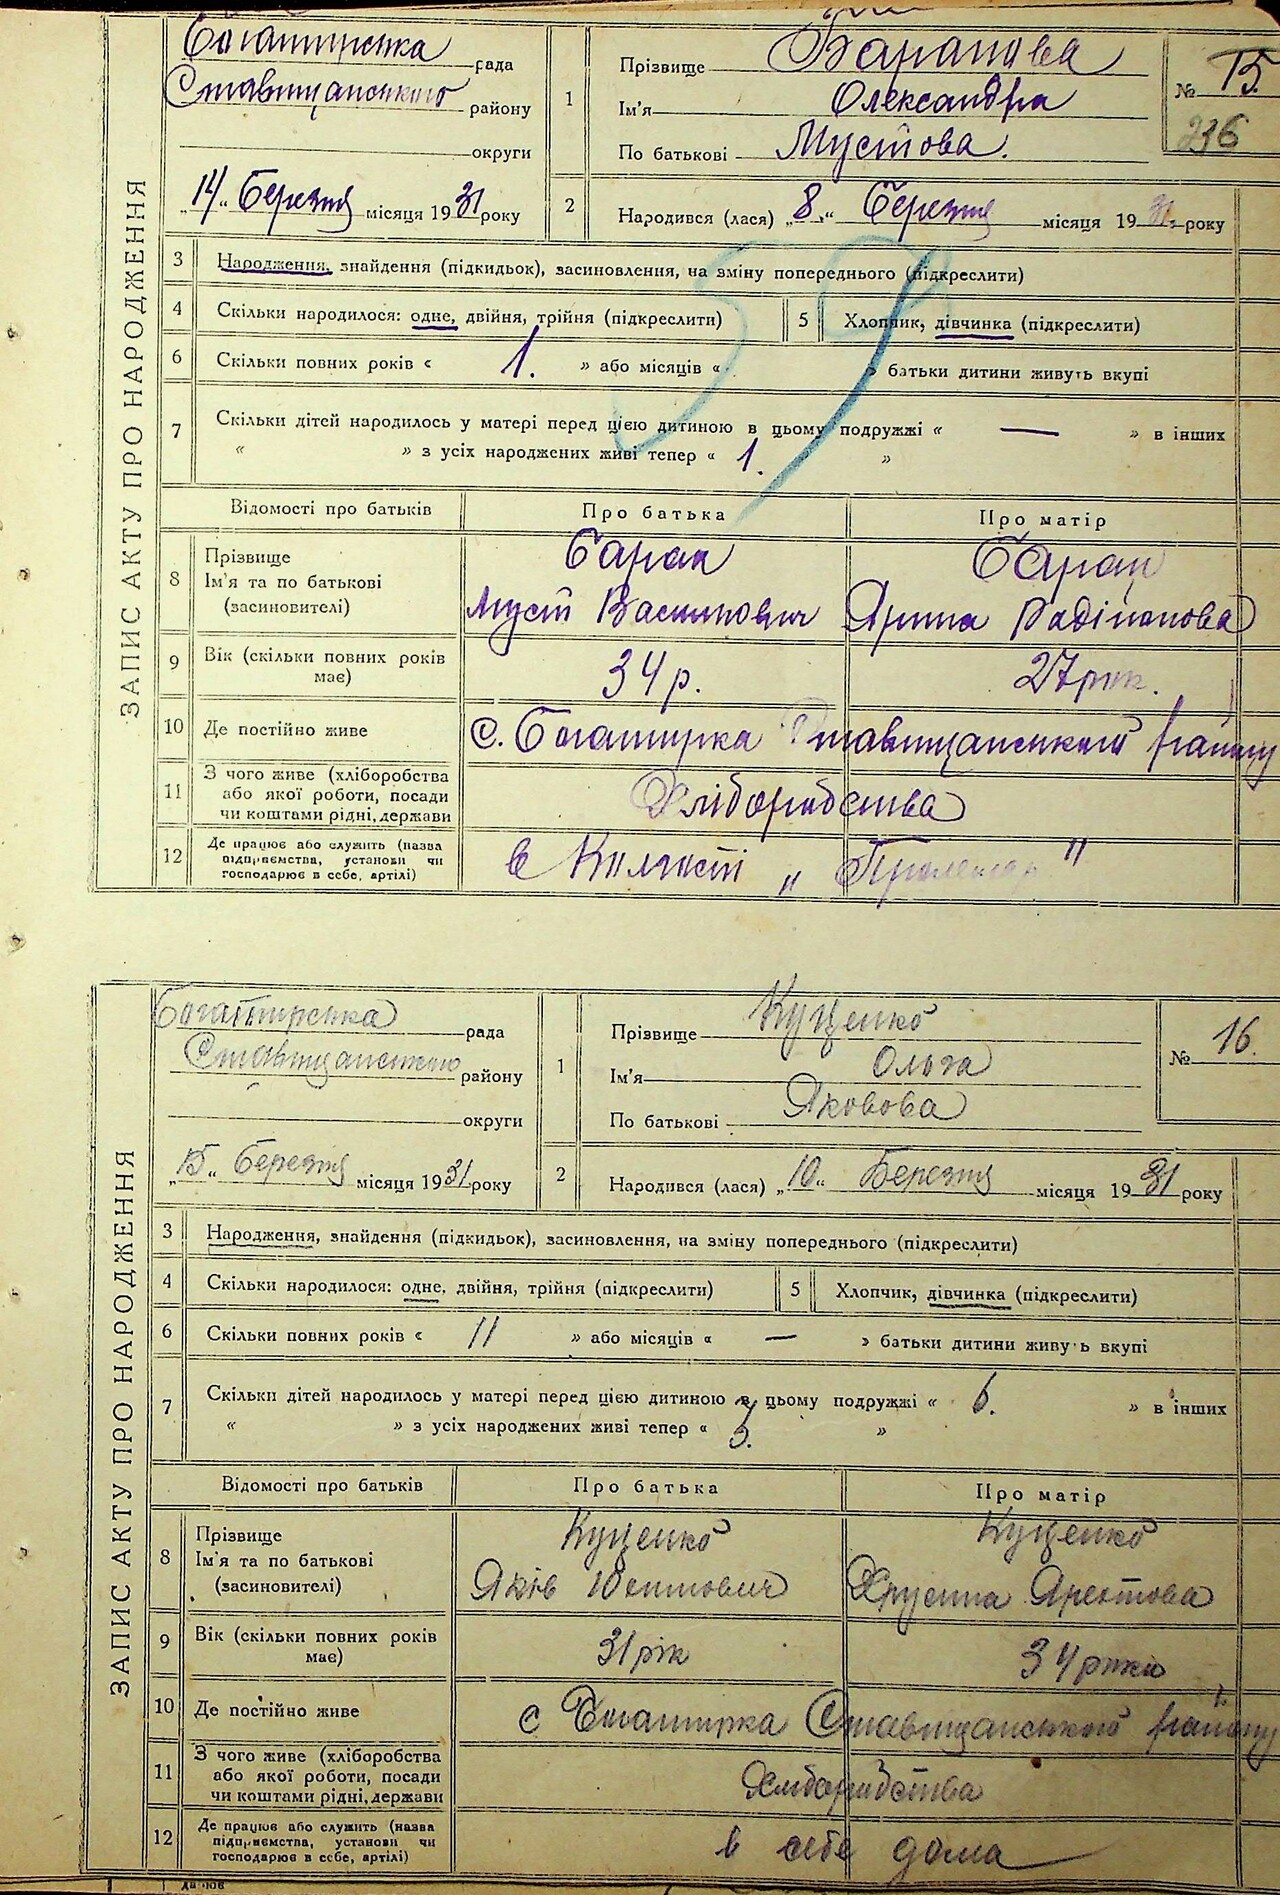 ЗАПИС АКТУ ПРО НАРОДЖЕННЯ
Богатирська рада
Ставищанського району
округи
„14“ Березня місяця 1931 року
1 Прізвище Баранова
Ім'я Олександра
По батькові Мустова.
№ 15.
236
2 Народився (лася) „8“ Березня місяця 1931. року
3 Народження, знайдення (підкидьок), засиновлення, на зміну попереднього (підкреслити)
59
4 Скільки народилося: одне, двійня, трійня (підкреслити) 5 Хлопчик, дівчинка (підкреслити)
6 Скільки повних років « 1. » або місяців « » батьки дитини живуть вкупі
7 Скільки дітей народилось у матері перед цією дитиною в цьому подружжі « — » в інших
« » з усіх народжених живі тепер « 1. »
Відомості про батьків Про батька Про матір
8 Прізвище Баран Баран
Ім'я та по батькові Муст Василович Ярина
(засиновителі)
9 Вік (скільки повних років має) 34 р. 27 рок.
10 Де постійно живе с. Богатирка Ставищанського району
11 З чого живе (хліборобства або якої роботи, посади чи коштами рідні, держави Хліборобства
12 Де працює або служить (назва підприємства, установи чи господарює в себе, артілі) в Колгоспі „Пролетар"
ЗАПИС АКТУ ПРО НАРОДЖЕННЯ
Богатирська рада
Ставищанського району
округи
„15“ березня місяця 1931 року
1 Прізвище Куценко
Ім'я Ольга
По батькові Яковова
№ 16.
2 Народився (лася) „10“ Березня місяця 1931 року
3 Народження, знайдення (підкидьок), засиновлення, на зміну попереднього (підкреслити)
4 Скільки народилося: одне, двійня, трійня (підкреслити) 5 Хлопчик, дівчинка (підкреслити)
6 Скільки повних років « 11 » або місяців « — » батьки дитини живуть вкупі
7 Скільки дітей народилось у матері перед цією дитиною в цьому подружжі « 6. » в інших
« » з усіх народжених живі тепер « 3. »
Відомості про батьків Про батька Про матір
8 Прізвище Куценко Куценко
Ім'я та по батькові Яків
(засиновителі)
9 Вік (скільки повних років має) 31 рік 34 роки
10 Де постійно живе с Богатирка Ставищанського району
11 З чого живе (хліборобства або якої роботи, посади чи коштами рідні, держави Хліборобства
12 Де працює або служить (назва підприємства, установи чи господарює в себе, артілі) в себе дома